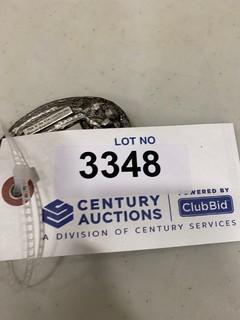 LOT NO
3348
CENTURY
AUCTIONS
POWERED BY
ClubBid
A DIVISION OF CENTURY SERVICES